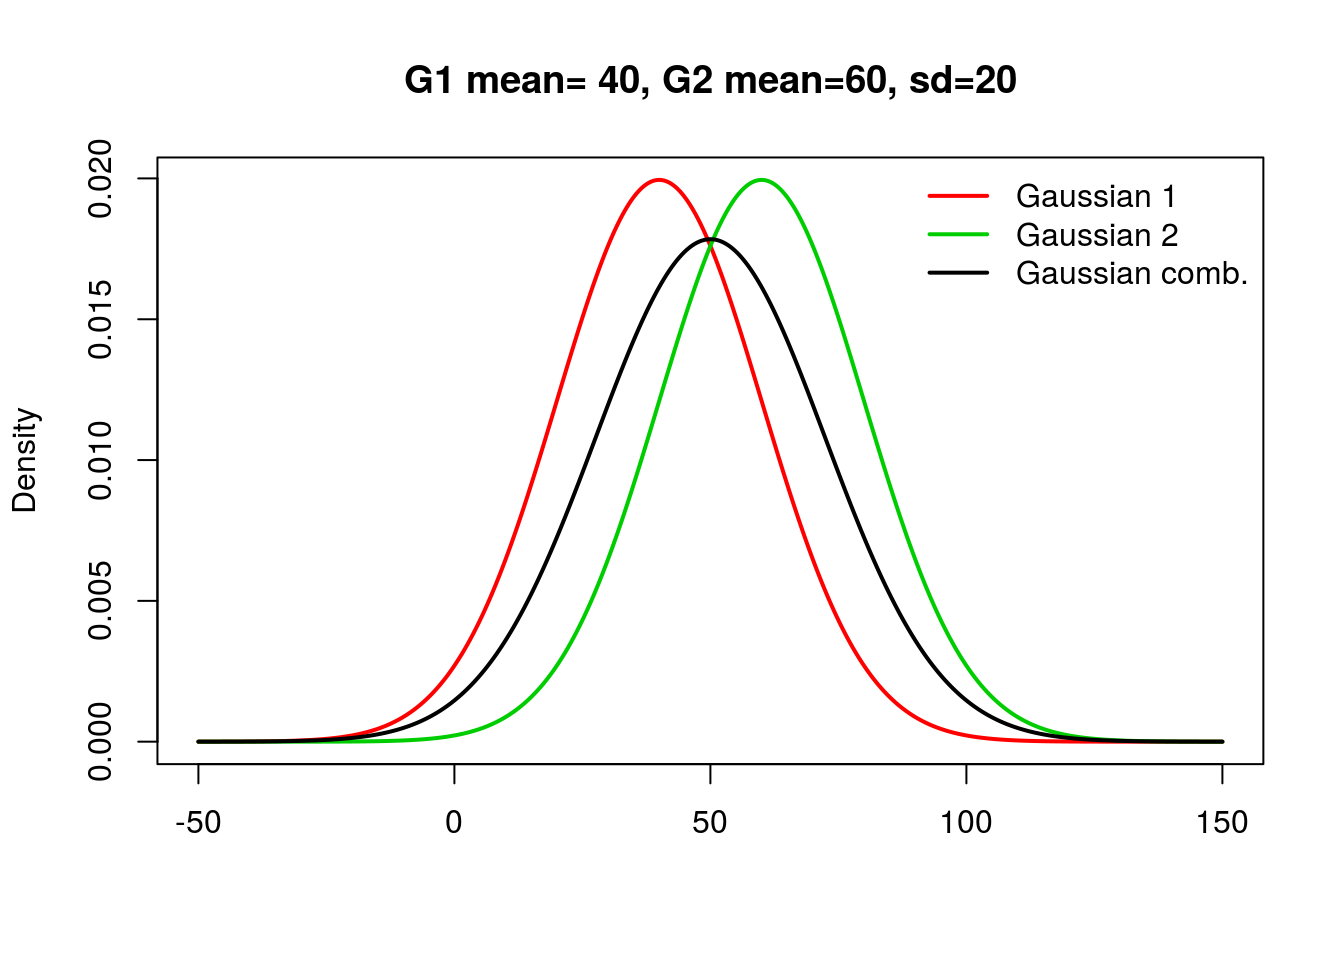 G1 mean= 40, G2 mean=60, sd=20
Gaussian 1
Gaussian 2
Gaussian comb.
Density
0.020
0.015
0.010
0.005
0.000
-50 0 50 100 150